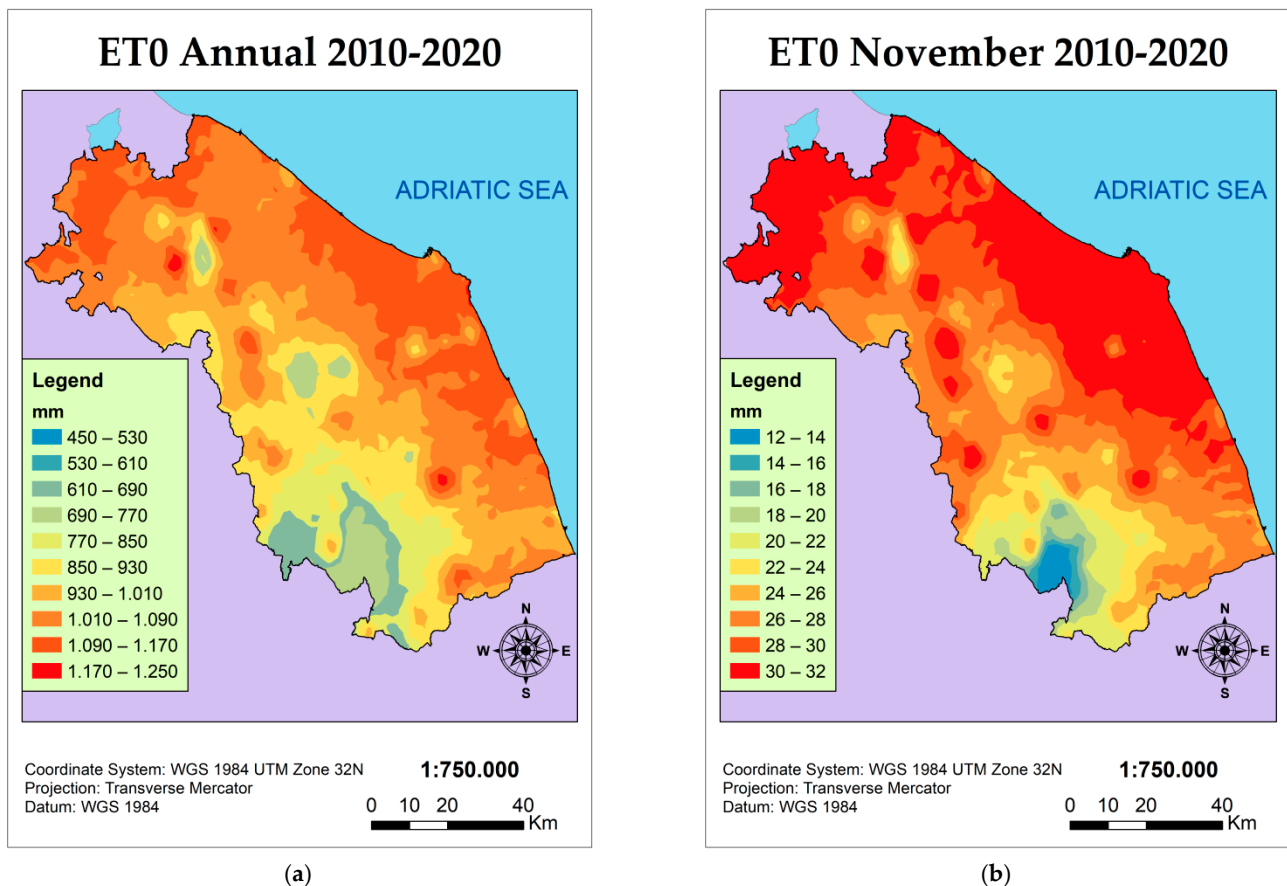 ET0 Annual 2010-2020
ADRIATIC SEA
Legend
mm
450 – 530
530 – 610
610 – 690
690 – 770
770 – 850
850 – 930
930 – 1.010
1.010 – 1.090
1.090 – 1.170
1.170 – 1.250
N
W E
S
Coordinate System: WGS 1984 UTM Zone 32N 1:750.000
Projection: Transverse Mercator
Datum: WGS 1984
0 10 20 40
Km
(a)
ET0 November 2010-2020
ADRIATIC SEA
Legend
mm
12 – 14
14 – 16
16 – 18
18 – 20
20 – 22
22 – 24
24 – 26
26 – 28
28 – 30
30 – 32
N
W E
S
Coordinate System: WGS 1984 UTM Zone 32N 1:750.000
Projection: Transverse Mercator
Datum: WGS 1984
0 10 20 40
Km
(b)